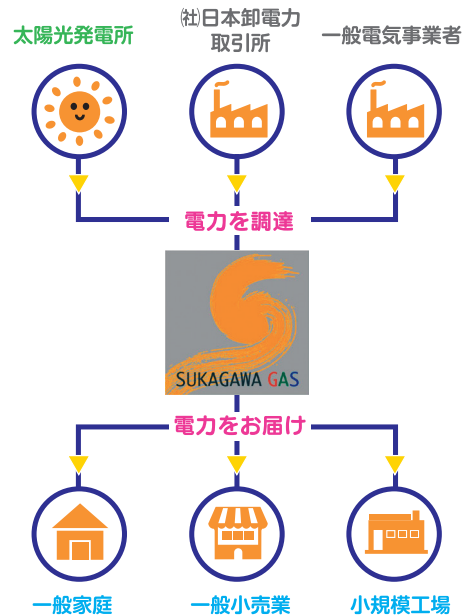 太陽光発電所
㈳日本卸電力
取引所
一般電気事業者
電力を調達
SUKAGAWA GAS
電力をお届け
一般家庭
一般小売業
小規模工場